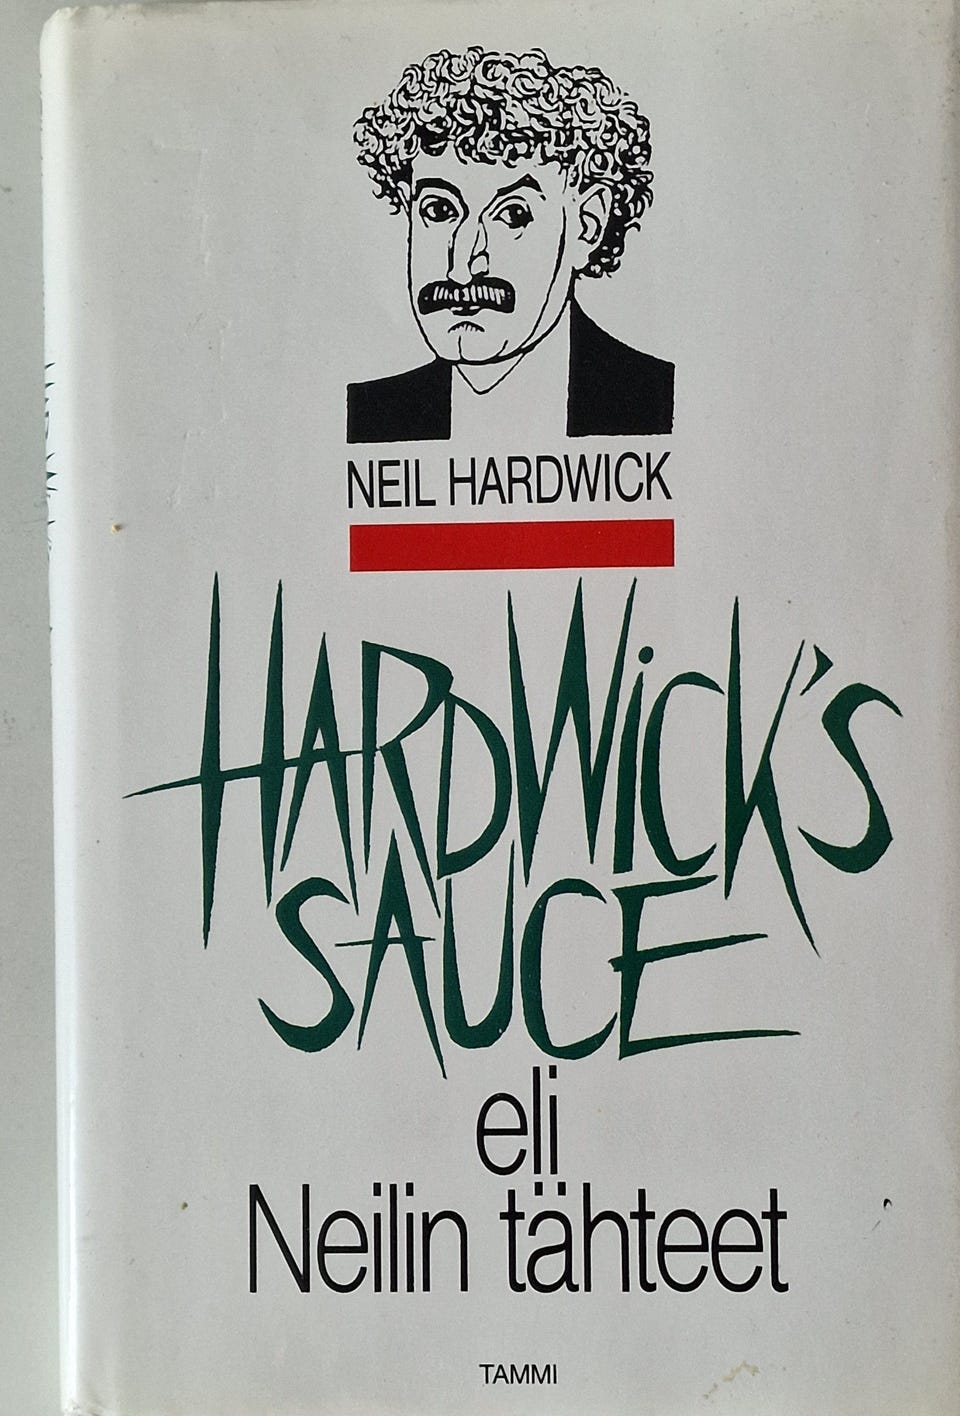 NEIL HARDWICK
HARDWiCK'S
SAUCE
eli
Neilin tähteet
TAMMI